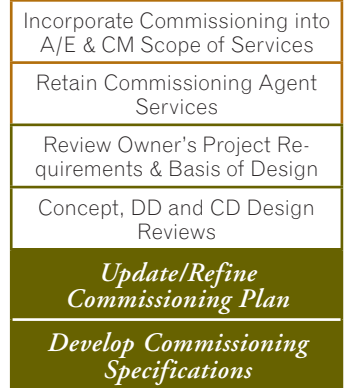 Incorporate Commissioning into
A/E & CM Scope of Services
Retain Commissioning Agent
Services
Review Owner's Project Re-
quirements & Basis of Design
Concept, DD and CD Design
Reviews
Update/Refine
Commissioning Plan
Develop Commissioning
Specifications